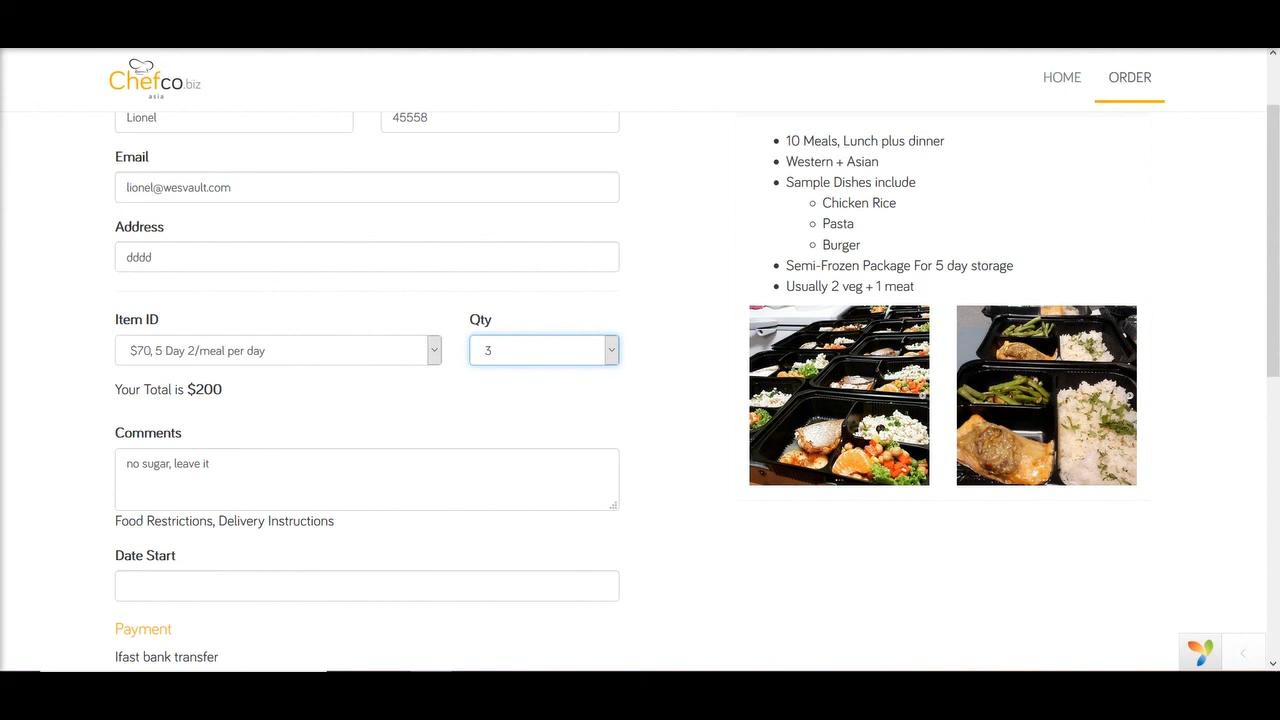 Chefco.biz
asia
HOME
ORDER
Lionel
45558
Email
lionel@wesvault.com
Address
dddd
Item ID
Qty
$70, 5 Day 2/meal per day
3
Your Total is $200
Comments
no sugar, leave it
Food Restrictions, Delivery Instructions
Date Start
Payment
Ifast bank transfer
10 Meals, Lunch plus dinner
Western + Asian
Sample Dishes include
Chicken Rice
Pasta
Burger
Semi-Frozen Package For 5 day storage
Usually 2 veg + 1 meat